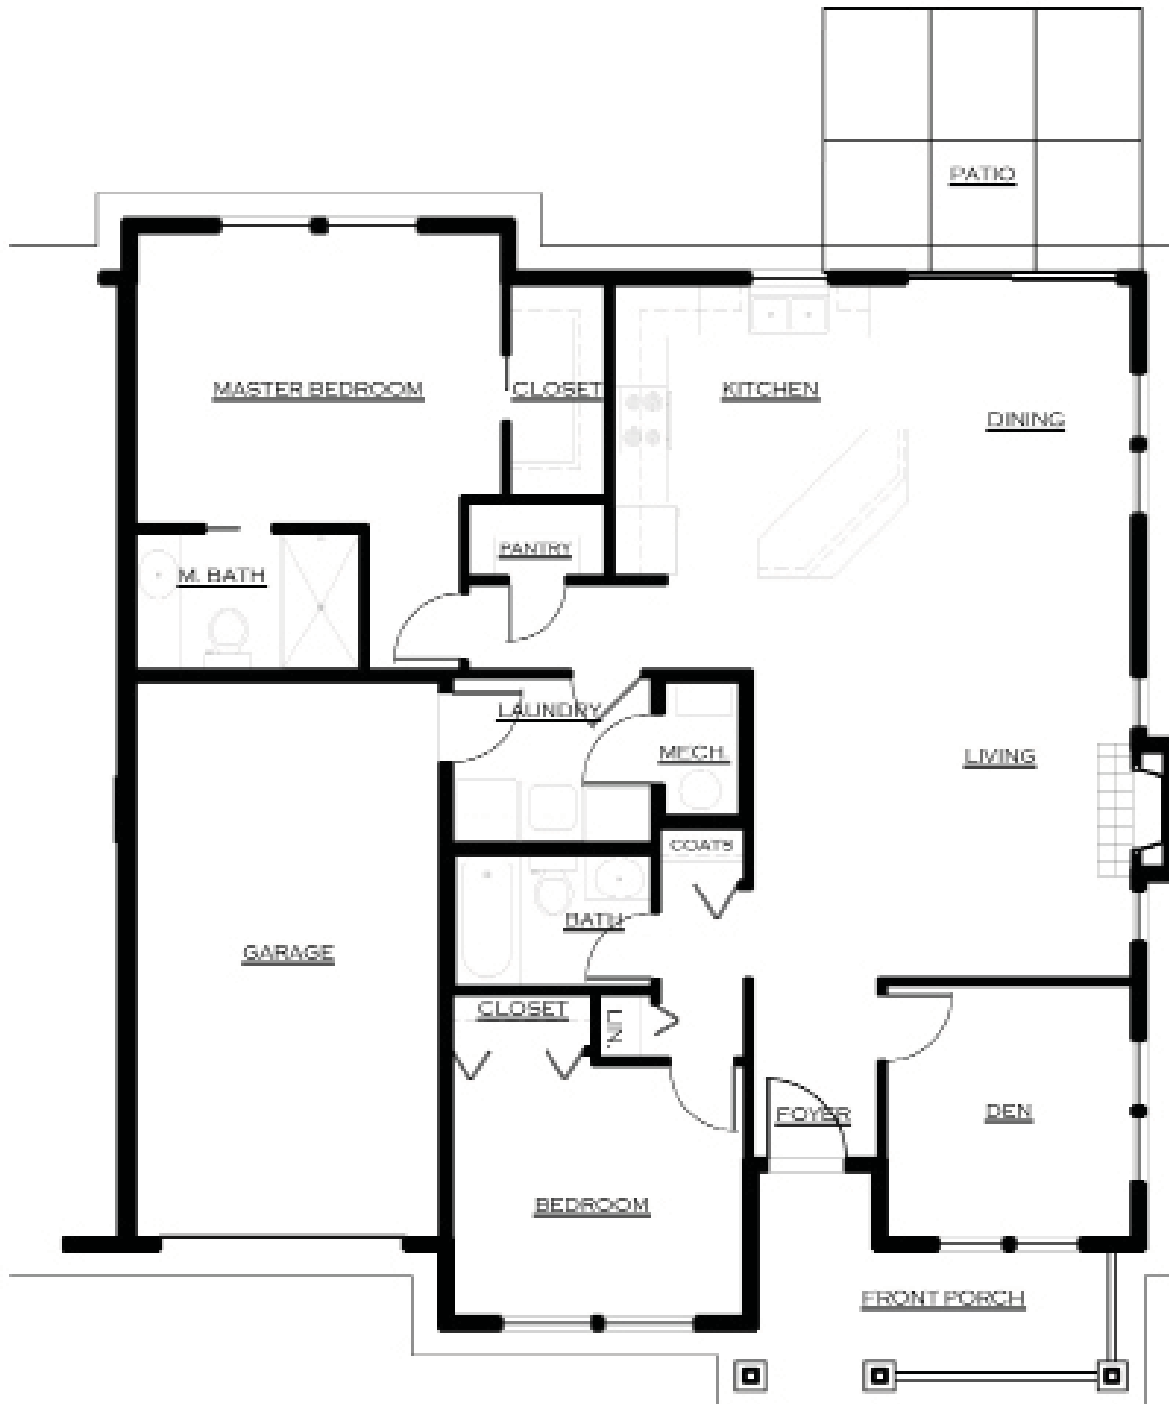 PATIO
MASTER BEDROOM
CLOSET
KITCHEN
DINING
PANTRY
M. BATH
LAUNDRY
MECH.
LIVING
COATS
BATH
GARAGE
CLOSET
LIN.
FOYER
DEN
BEDROOM
FRONT PORCH